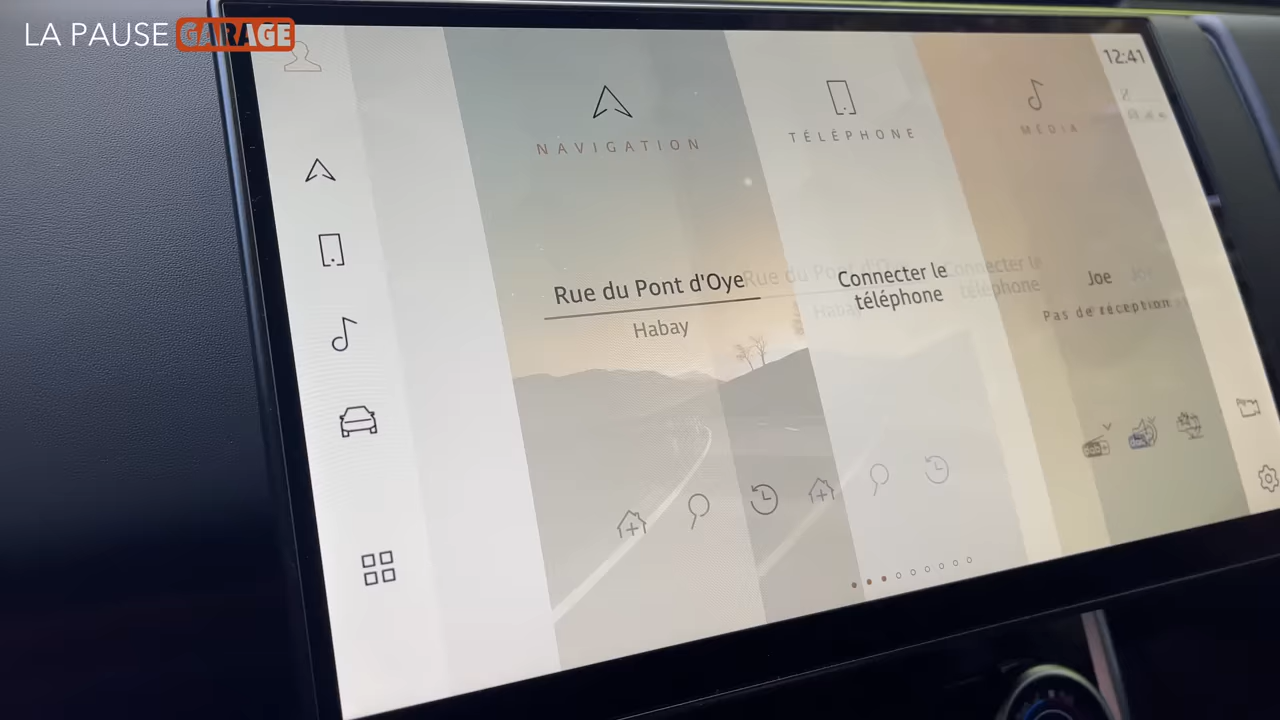 LA PAUSE GARAGE
12:41
NAVIGATION
TÉLÉPHONE
MÉDIA
Rue du Pont d'Oye
Habay
Connecter le
téléphone
Joe
Pas de réception